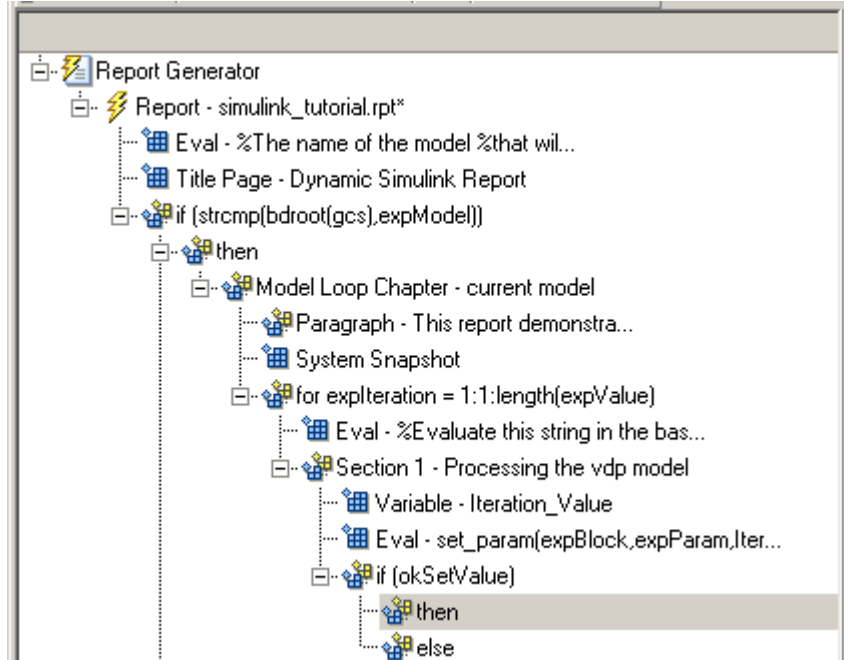 Report Generator
Report - simulink_tutorial.rpt*
Eval - %The name of the model %that wil...
Title Page - Dynamic Simulink Report
if (strcmp(bdroot(gcs),expModel))
then
Model Loop Chapter - current model
Paragraph - This report demonstra...
System Snapshot
for expIteration = 1:1:length(expValue)
Eval - %Evaluate this string in the bas...
Section 1 - Processing the vdp model
Variable - Iteration_Value
Eval - set_param(expBlock,expParam,Iter...
if (okSetValue)
then
else